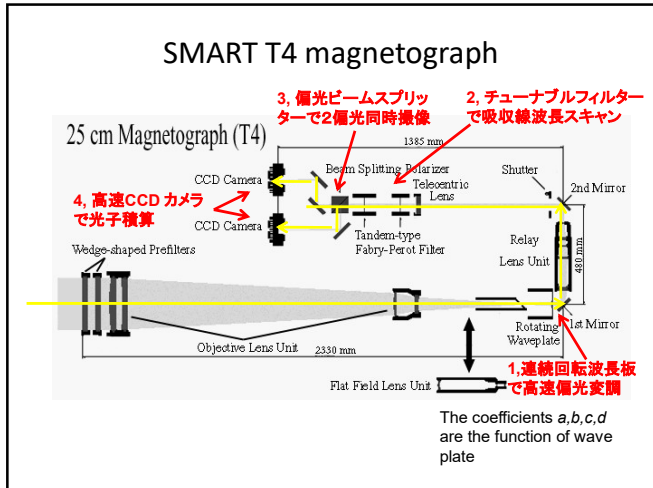 SMART T4 magnetograph
3, 偏光ビームスプリッ
ターで2偏光同時撮像
2, チューナブルフィルター
で吸収線波長スキャン
25 cm Magnetograph (T4)
1385 mm
CCD Camera
Beam Splitting Polarizer
Telecentric
Lens
Shutter
2nd Mirror
4, 高速CCD カメラ
で光子積算
CCD Camera
Tandem-type
Fabry-Perot Filter
Relay
Lens Unit
480 mm
Wedge-shaped Prefilters
Objective Lens Unit
2330 mm
Rotating
Waveplate
1st Mirror
1,連続回転波長板
で高速偏光変調
Flat Field Lens Unit
The coefficients a,b,c,d
are the function of wave
plate